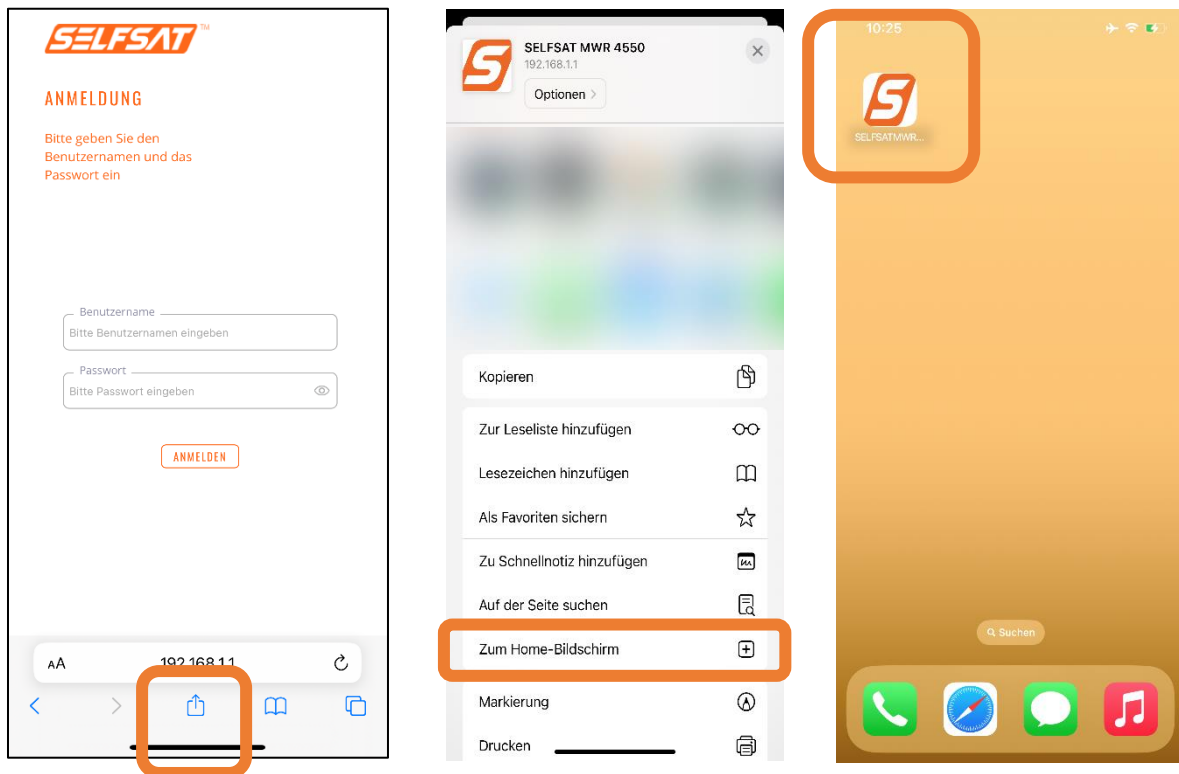 SELFSAT™
ANMELDUNG
Bitte geben Sie den
Benutzernamen und das
Passwort ein
Benutzername
Bitte Benutzernamen eingeben
Passwort
Bitte Passwort eingeben
ANMELDEN
AA
192.168.1.1
SELFSAT MWR 4550
192.168.1.1
Optionen
Kopieren
Zur Leseliste hinzufügen
Lesezeichen hinzufügen
Als Favoriten sichern
Zu Schnellnotiz hinzufügen
Auf der Seite suchen
Zum Home-Bildschirm
Markierung
Drucken
10:25
S
SELFSATMWR...
Suchen